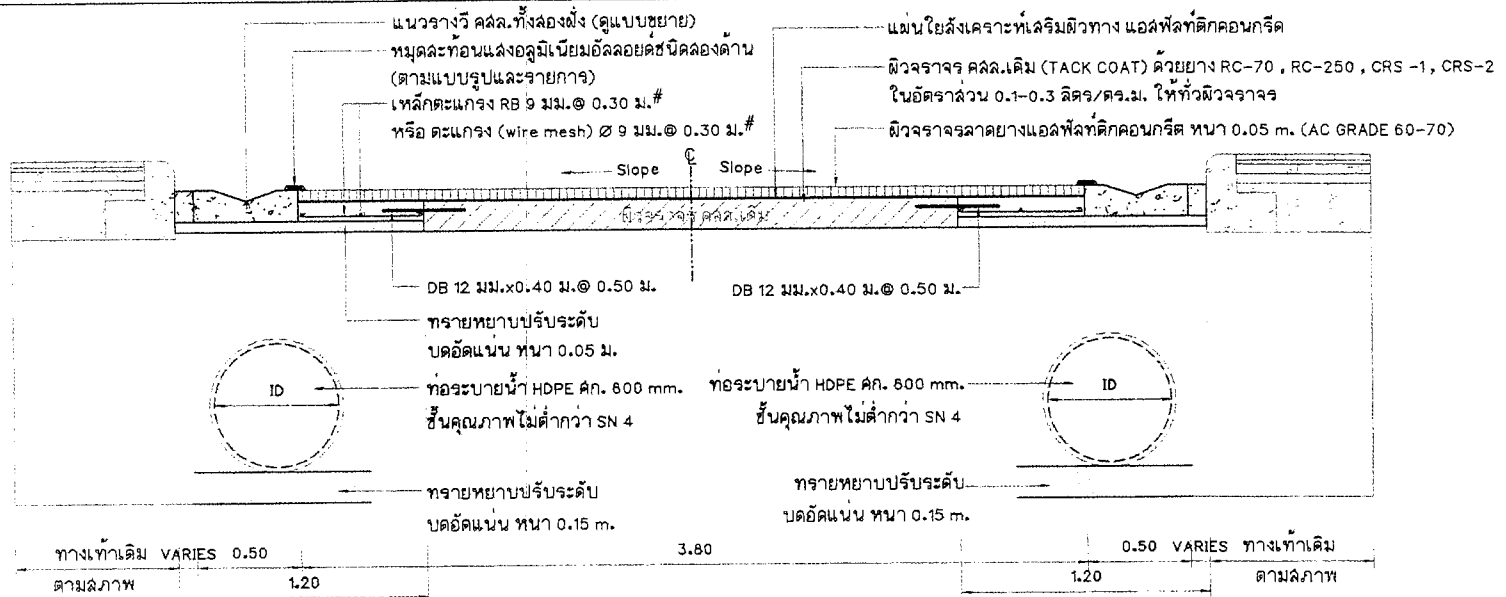 แนวรางวี คสล.ทั้งสองฝั่ง (ดูแบบขยาย)
หมุดสะท้อนแสงอลูมิเนียมอัลลอยด์ชนิดสองด้าน
(ตามแบบรูปและรายการ)
เหล็กตะแกรง RB 9 มม.@ 0.30 ม.#
หรือ ตะแกรง (wire mesh) Ø 9 มม.@ 0.30 ม.#
แผ่นใยสังเคราะห์เสริมผิวทาง แอสฟัลท์ติกคอนกรีต
ผิวจราจร คสล.เดิม (TACK COAT) ด้วยยาง RC-70 , RC-250 , CRS -1, CRS-2
ในอัตราส่วน 0.1-0.3 ลิตร/ตร.ม. ให้ทั่วผิวจราจร
ผิวจราจรลาดยางแอสฟัลท์ติกคอนกรีต หนา 0.05 m. (AC GRADE 60-70)
Slope ℄ Slope
ผิวจราจร คสล.เดิม
DB 12 มม.x0.40 ม.@ 0.50 ม.
DB 12 มม.x0.40 ม.@ 0.50 ม.
ทรายหยาบปรับระดับ
บดอัดแน่น หนา 0.05 ม.
ID
ท่อระบายน้ำ HDPE ศก. 800 mm.
ชั้นคุณภาพไม่ต่ำกว่า SN 4
ท่อระบายน้ำ HDPE ศก. 800 mm.
ชั้นคุณภาพไม่ต่ำกว่า SN 4
ID
ทรายหยาบปรับระดับ
บดอัดแน่น หนา 0.15 m.
ทรายหยาบปรับระดับ
บดอัดแน่น หนา 0.15 m.
ทางเท้าเดิม VARIES 0.50 3.80 0.50 VARIES ทางเท้าเดิม
ตามสภาพ 1.20 1.20 ตามสภาพ